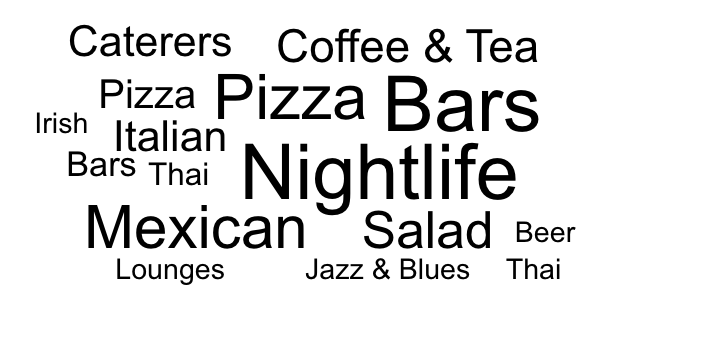 Caterers Coffee & Tea
Pizza Pizza Bars
Irish Italian
Bars Thai Nightlife
Mexican Salad Beer
Lounges Jazz & Blues Thai